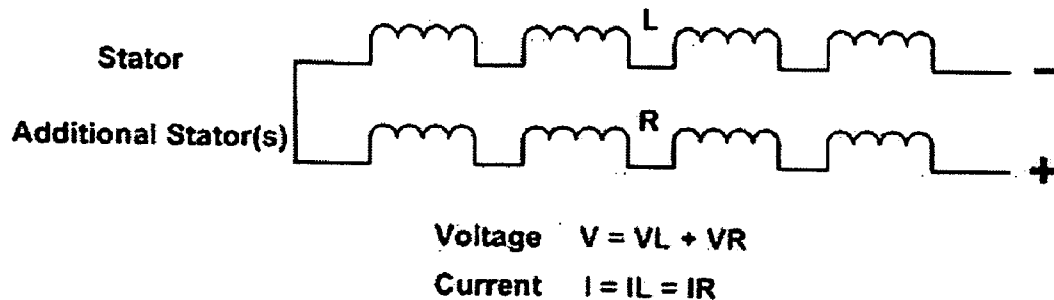 L
Stator
-
Additional Stator(s)
R
+
Voltage V = VL + VR
Current I = IL = IR